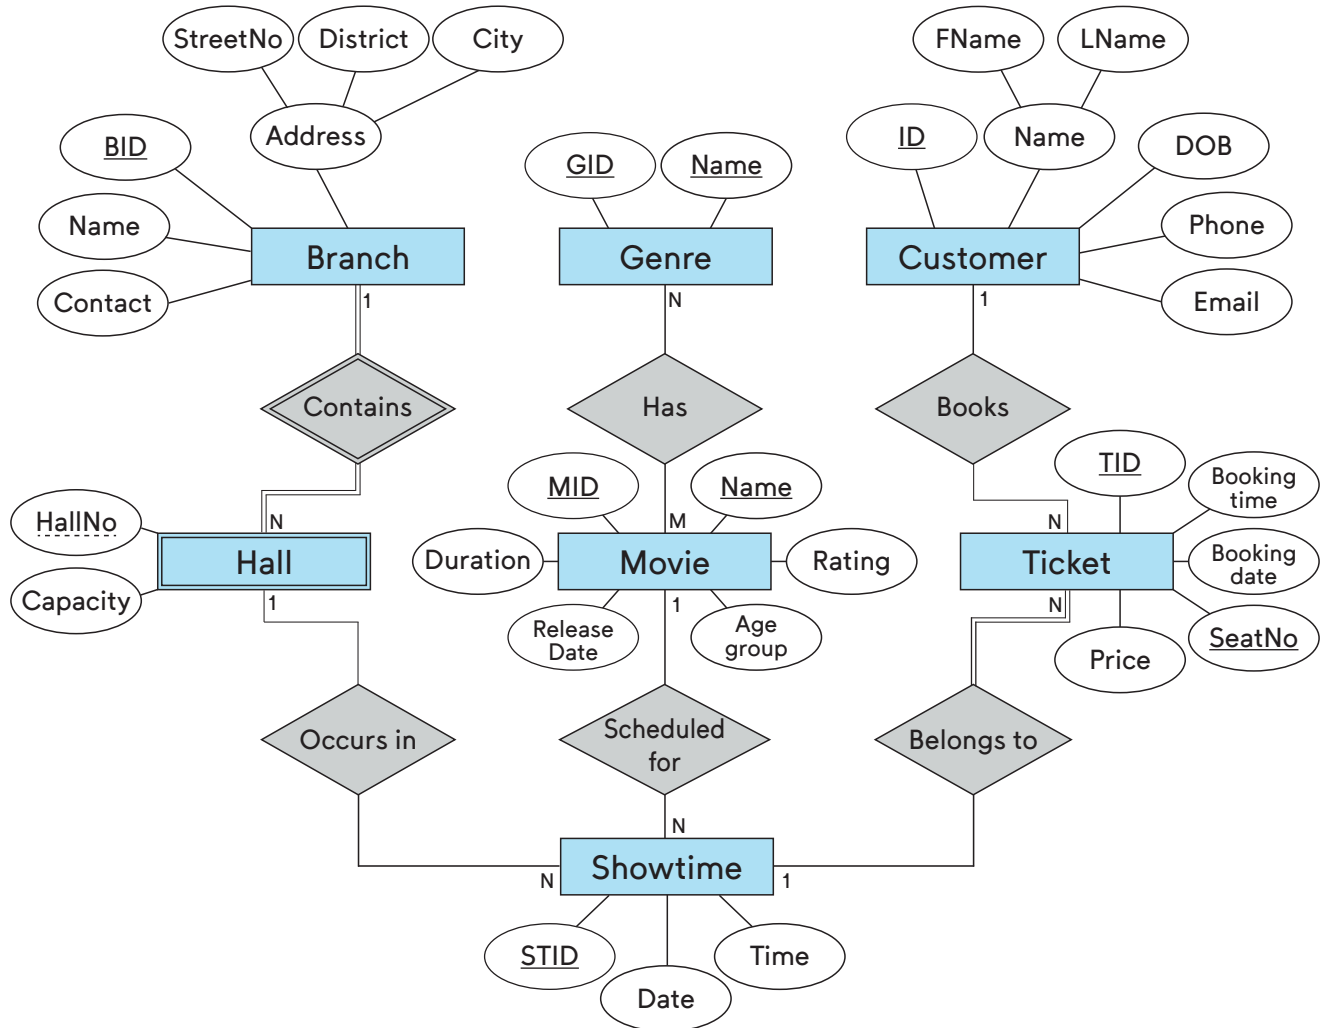 StreetNo District City
FName LName
Address
BID
GID Name
ID Name
DOB
Name
Phone
Contact
Email
Branch Genre Customer
1 N 1
Contains Has Books
TID
Booking
time
HallNo
MID Name
N M N
Hall
Duration Movie Rating
Ticket
Booking
date
Capacity
1 1 N
Release
Date
Age
group
Price
SeatNo
Occurs in
Scheduled
for
Belongs to
N
Showtime
N 1
STID Time
Date